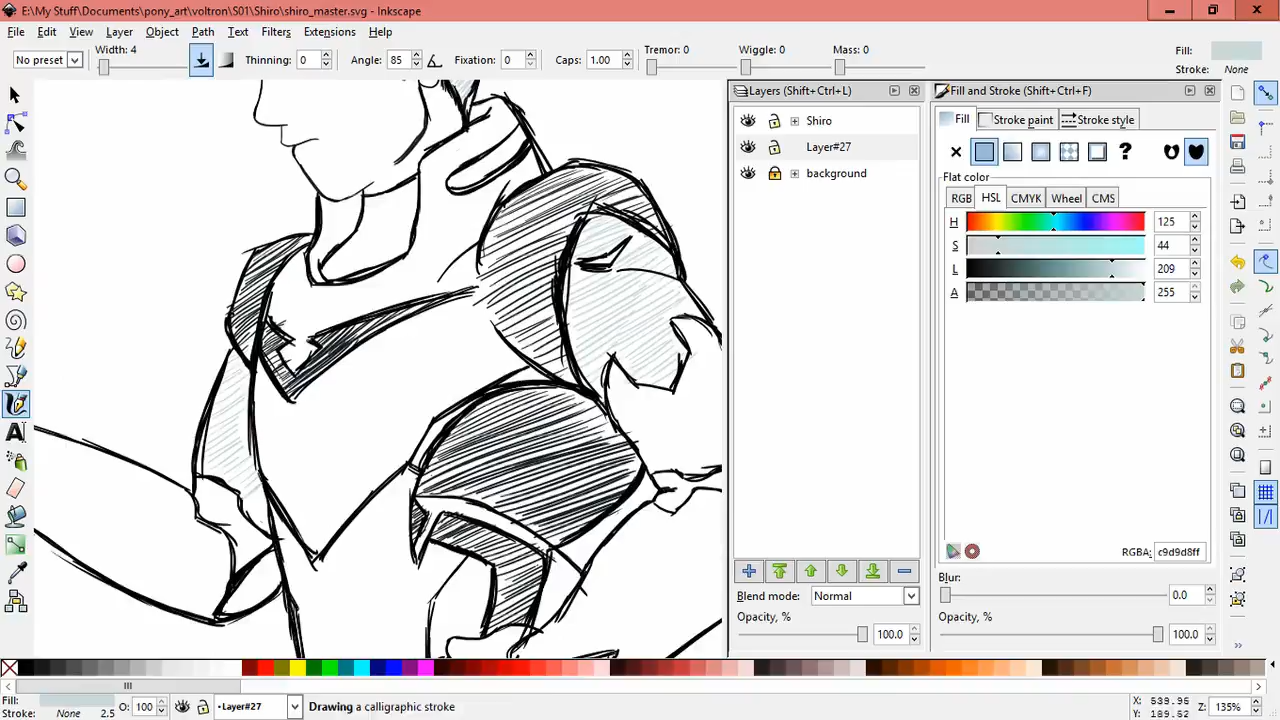 E:\My Stuff\Documents\pony_art\voltron\S01\Shiro\shiro_master.svg - Inkscape
File Edit View Layer Object Path Text Filters Extensions Help
No preset Width: 4 Thinning: 0 Angle: 85 Fixation: 0 Caps: 1.00 Tremor: 0 Wiggle: 0 Mass: 0 Fill: Stroke: None
Layers (Shift+Ctrl+L)
Shiro
Layer#27
background
Blend mode: Normal
Opacity, %
100.0
Fill and Stroke (Shift+Ctrl+F)
Fill Stroke paint Stroke style
?
Flat color
RGB HSL CMYK Wheel CMS
H 125
S 44
L 209
A 255
RGBA: c9d9d8ff
Blur:
0.0
Opacity, %
100.0
Fill:
Stroke: None 2.5
O: 100
•Layer#27
Drawing a calligraphic stroke
X: 539.95
Y: 189.52
Z: 135%